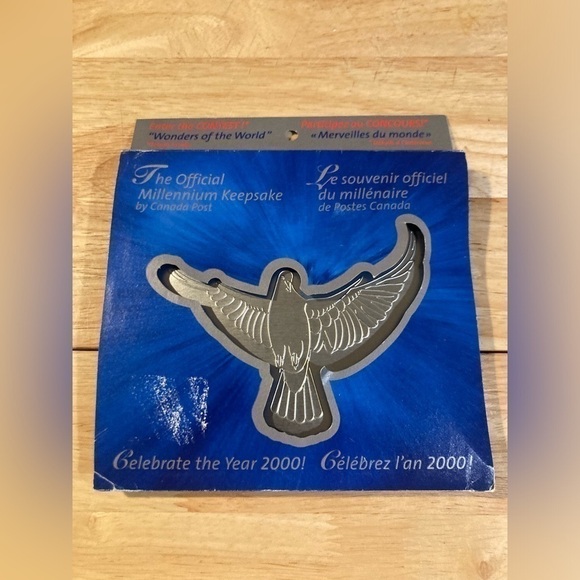 "Wonders of the World"
« Merveilles du monde »
The Official
Millennium Keepsake
by Canada Post
Le souvenir officiel
du millénaire
de Postes Canada
Celebrate the Year 2000!
Célébrez l'an 2000!